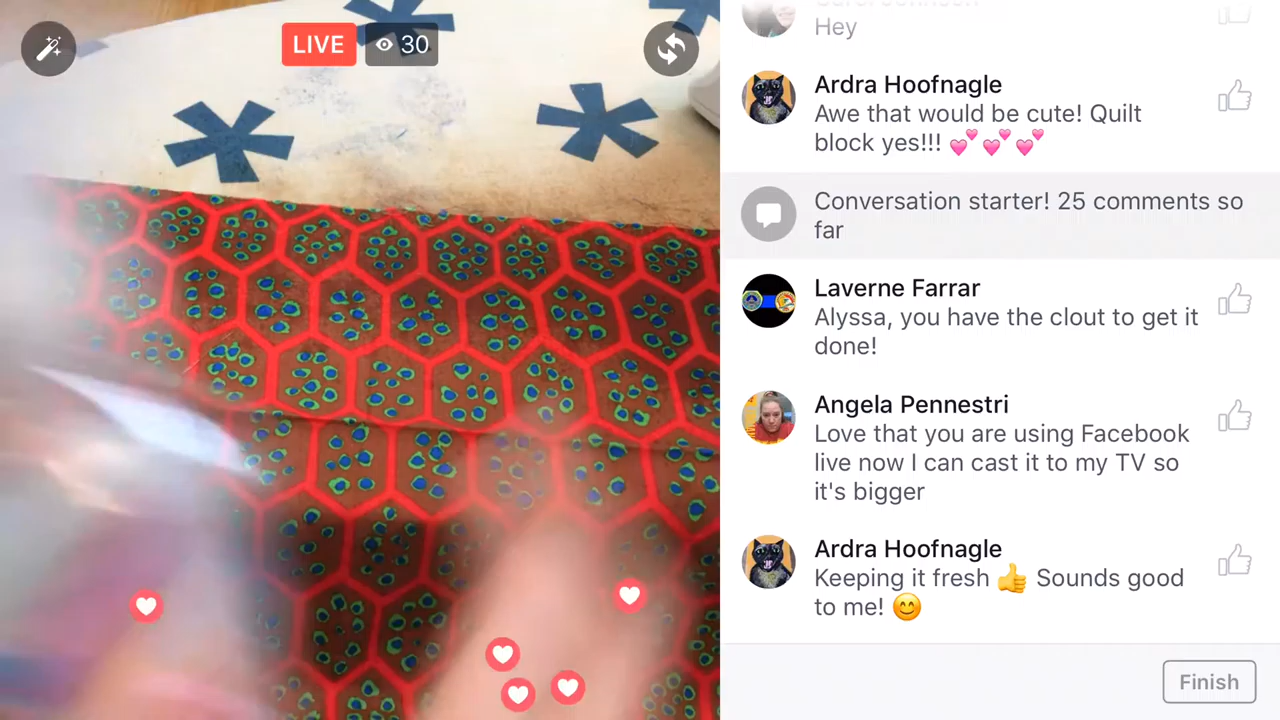 LIVE
30
Hey
Ardra Hoofnagle
Awe that would be cute! Quilt
block yes!!! 💕💕💕
Conversation starter! 25 comments so
far
Laverne Farrar
Alyssa, you have the clout to get it
done!
Angela Pennestri
Love that you are using Facebook
live now I can cast it to my TV so
it's bigger
Ardra Hoofnagle
Keeping it fresh 👍 Sounds good
to me! 😊
Finish